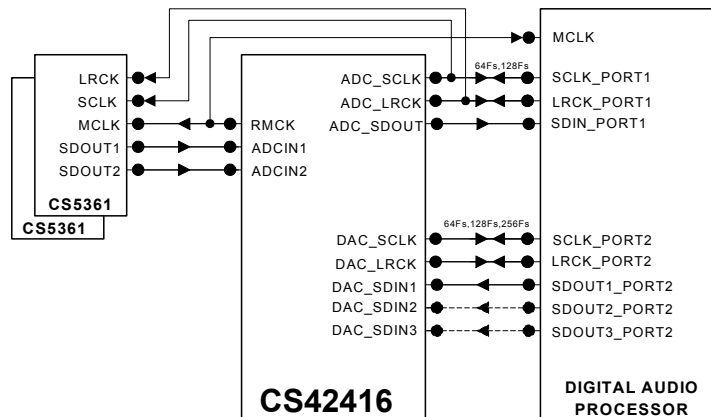 MCLK
64Fs,128Fs
LRCK
SCLK
MCLK
SDOUT1
SDOUT2
CS5361
CS5361
RMCK
ADCIN1
ADCIN2
ADC_SCLK
ADC_LRCK
ADC_SDOUT
SCLK_PORT1
LRCK_PORT1
SDIN_PORT1
64Fs,128Fs,256Fs
DAC_SCLK
DAC_LRCK
DAC_SDIN1
DAC_SDIN2
DAC_SDIN3
SCLK_PORT2
LRCK_PORT2
SDOUT1_PORT2
SDOUT2_PORT2
SDOUT3_PORT2
CS42416
DIGITAL AUDIO
PROCESSOR